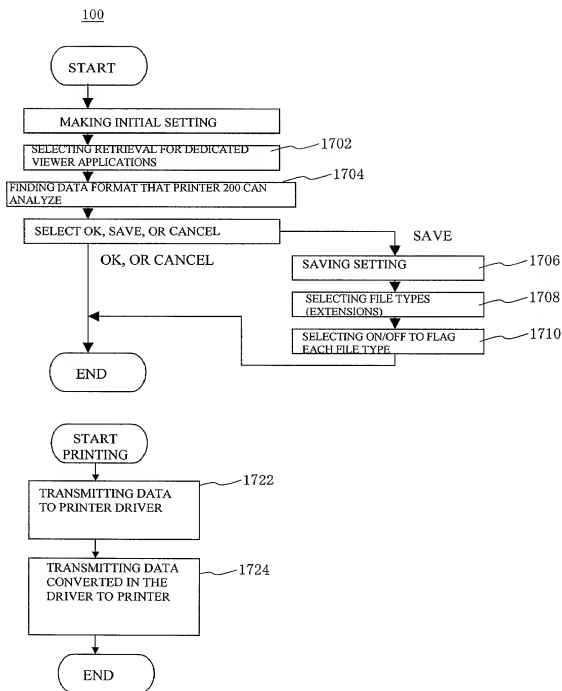 100
START
MAKING INITIAL SETTING
SELECTING RETRIEVAL FOR DEDICATED
VIEWER APPLICATIONS
1702
FINDING DATA FORMAT THAT PRINTER 200 CAN
ANALYZE
1704
SELECT OK, SAVE, OR CANCEL
SAVE
OK, OR CANCEL
SAVING SETTING
1706
SELECTING FILE TYPES
(EXTENSIONS)
1708
SELECTING ON/OFF TO FLAG
EACH FILE TYPE
1710
END
START
PRINTING
TRANSMITTING DATA
TO PRINTER DRIVER
1722
TRANSMITTING DATA
CONVERTED IN THE
DRIVER TO PRINTER
1724
END